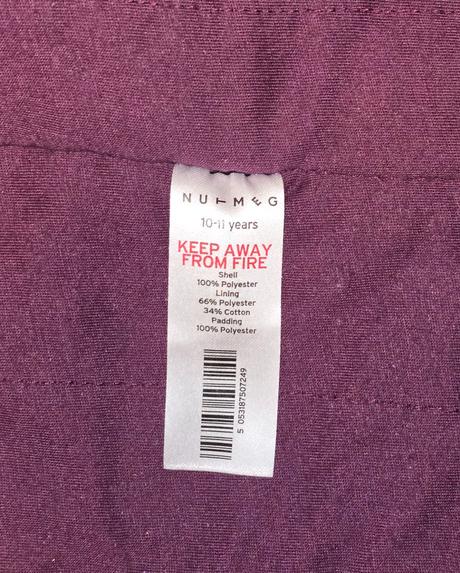 NUTMEG
10-11 years
KEEP AWAY
FROM FIRE
Shell
100% Polyester
Lining
66% Polyester
34% Cotton
Padding
100% Polyester
5 053187507249